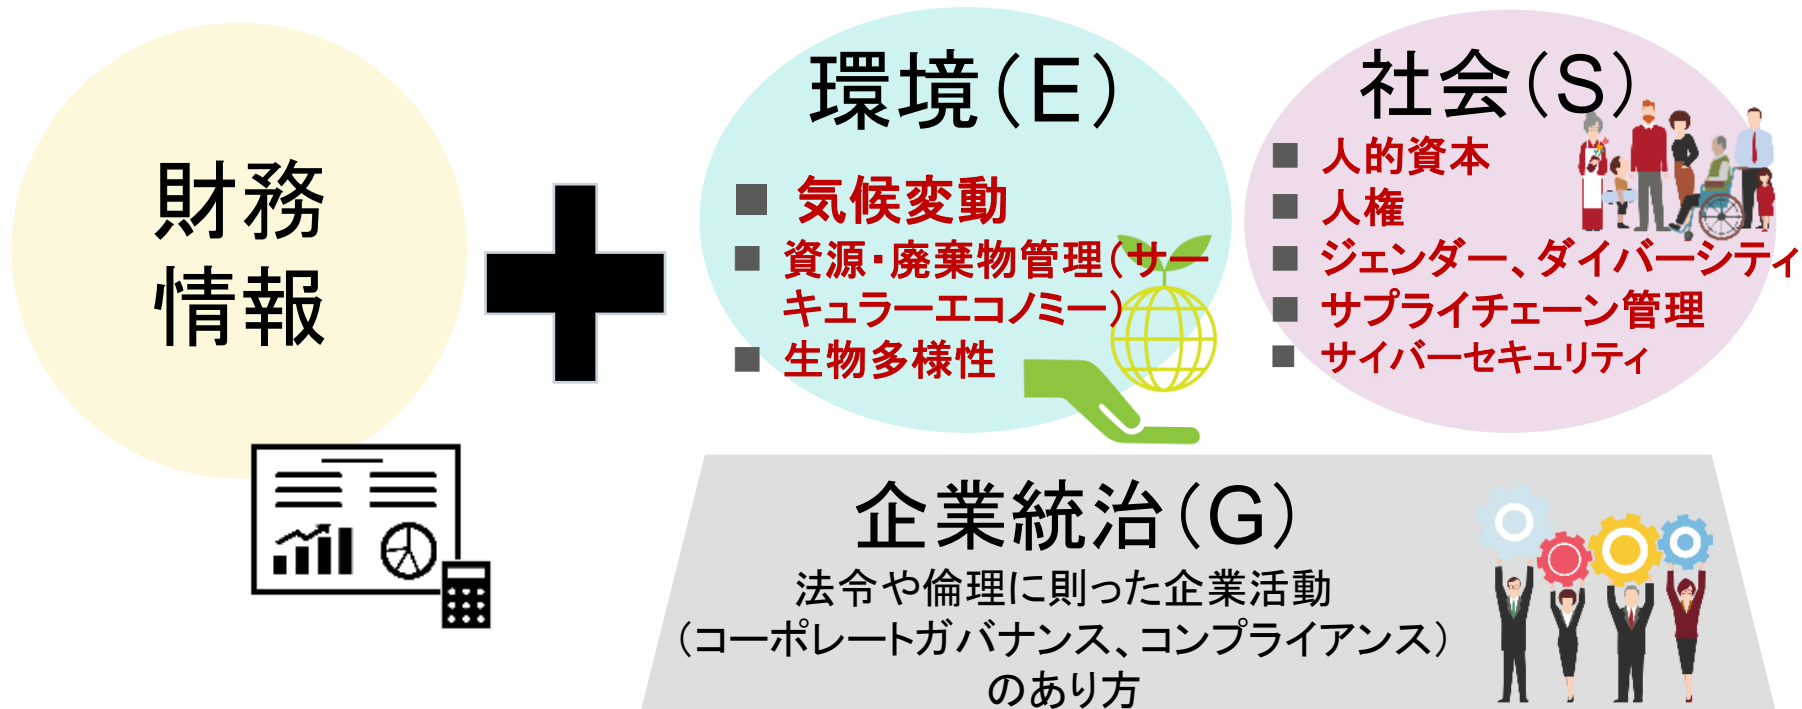 財務
情報
環境（E）
気候変動
資源・廃棄物管理（サー
キュラーエコノミー）
生物多様性
社会（S）
人的資本
人権
ジェンダー、ダイバーシティ
サプライチェーン管理
サイバーセキュリティ
企業統治（G）
法令や倫理に則った企業活動
（コーポレートガバナンス、コンプライアンス）
のあり方